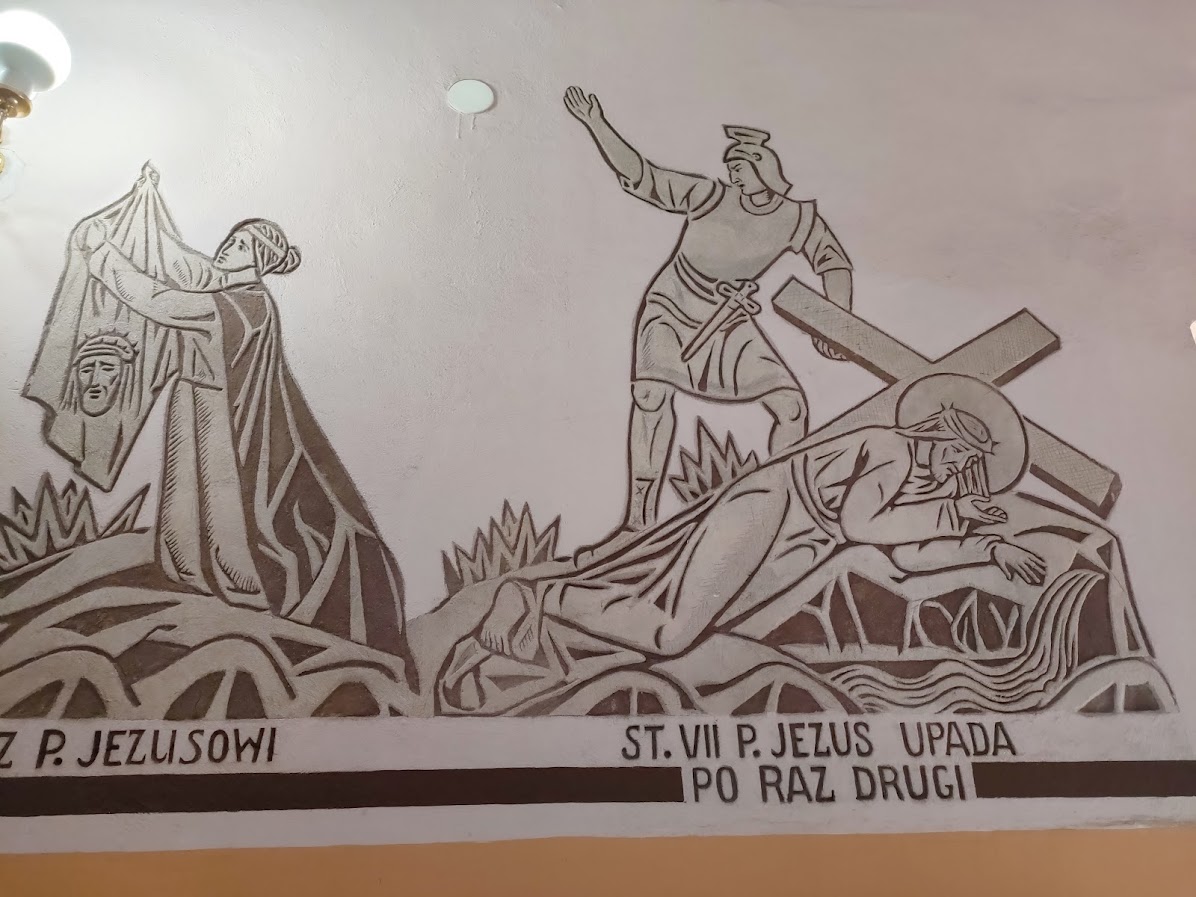 Z P. JEZUSOWI
ST. VII P. JEZUS UPADA
PO RAZ DRUGI